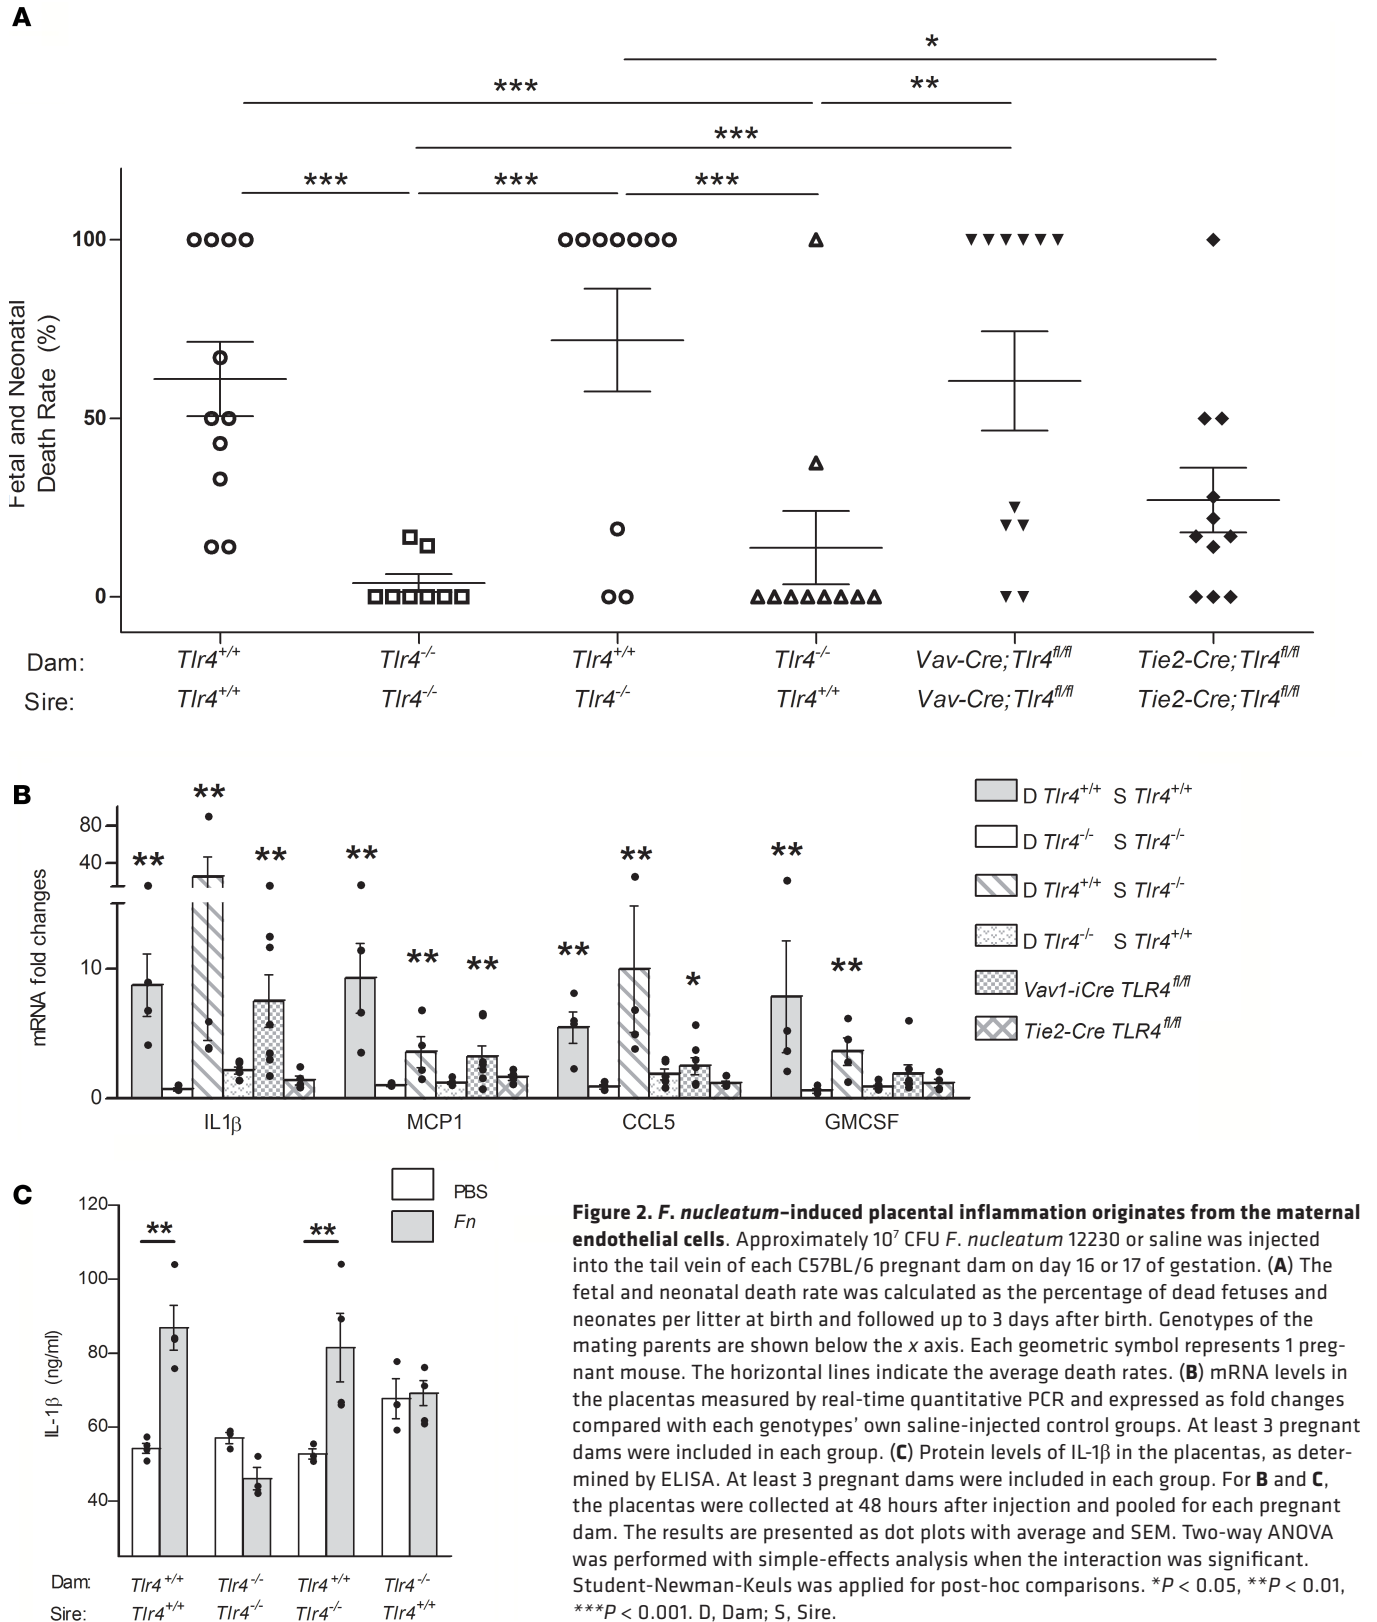 A
*
*** **
***
*** *** ***
100
50
0
Fetal and Neonatal
Death Rate (%)
Dam: Tlr4+/+ Tlr4-/- Tlr4+/+ Tlr4-/- Vav-Cre;Tlr4fl/fl Tie2-Cre;Tlr4fl/fl
Sire: Tlr4+/+ Tlr4-/- Tlr4-/- Tlr4+/+ Vav-Cre;Tlr4fl/fl Tie2-Cre;Tlr4fl/fl
B
mRNA fold changes
80
40
10
0
** ** ** ** ** ** ** ** * ** **
IL1β MCP1 CCL5 GMCSF
D Tlr4+/+ S Tlr4+/+
D Tlr4-/- S Tlr4-/-
D Tlr4+/+ S Tlr4-/-
D Tlr4-/- S Tlr4+/+
Vav1-iCre TLR4fl/fl
Tie2-Cre TLR4fl/fl
C
PBS
Fn
IL-1β (ng/ml)
120
100
80
60
40
** **
Dam: Tlr4+/+ Tlr4-/- Tlr4+/+ Tlr4-/-
Sire: Tlr4+/+ Tlr4-/- Tlr4-/- Tlr4+/+
Figure 2. F. nucleatum–induced placental inflammation originates from the maternal
endothelial cells. Approximately 10⁷ CFU F. nucleatum 12230 or saline was injected
into the tail vein of each C57BL/6 pregnant dam on day 16 or 17 of gestation. (A) The
fetal and neonatal death rate was calculated as the percentage of dead fetuses and
neonates per litter at birth and followed up to 3 days after birth. Genotypes of the
mating parents are shown below the x axis. Each geometric symbol represents 1 preg-
nant mouse. The horizontal lines indicate the average death rates. (B) mRNA levels in
the placentas measured by real-time quantitative PCR and expressed as fold changes
compared with each genotypes’ own saline-injected control groups. At least 3 pregnant
dams were included in each group. (C) Protein levels of IL-1β in the placentas, as deter-
mined by ELISA. At least 3 pregnant dams were included in each group. For B and C,
the placentas were collected at 48 hours after injection and pooled for each pregnant
dam. The results are presented as dot plots with average and SEM. Two-way ANOVA
was performed with simple-effects analysis when the interaction was significant.
Student-Newman-Keuls was applied for post-hoc comparisons. *P < 0.05, **P < 0.01,
***P < 0.001. D, Dam; S, Sire.